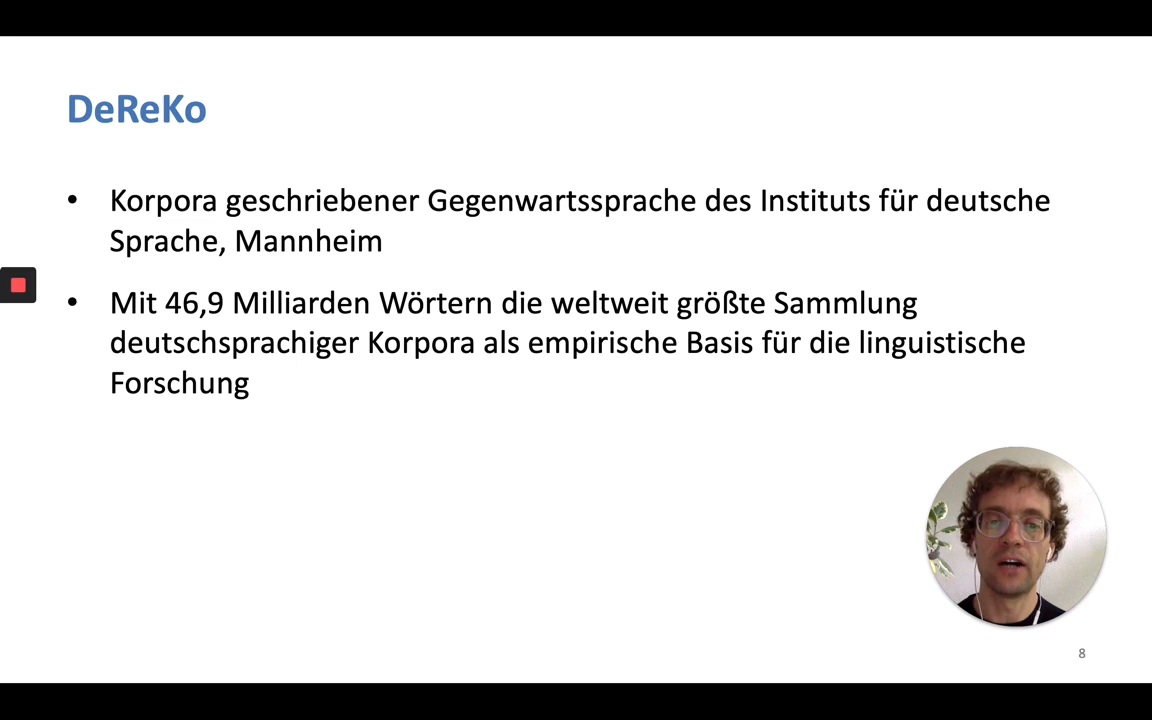 DeReKo
• Korpora geschriebener Gegenwartssprache des Instituts für deutsche
Sprache, Mannheim
• Mit 46,9 Milliarden Wörtern die weltweit größte Sammlung
deutschsprachiger Korpora als empirische Basis für die linguistische
Forschung
8